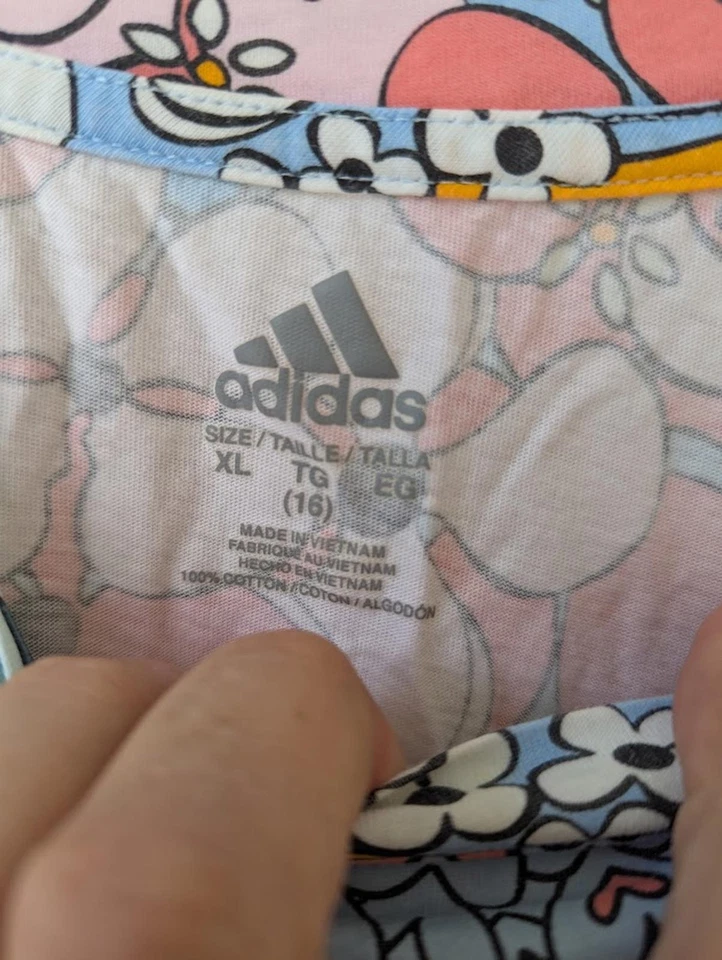 adidas
SIZE / TAILLE / TALLA
XL TG EG
(16)
MADE IN VIETNAM
FABRIQUÉ AU VIETNAM
HECHO EN VIETNAM
100% COTTON / COTON / ALGODÓN